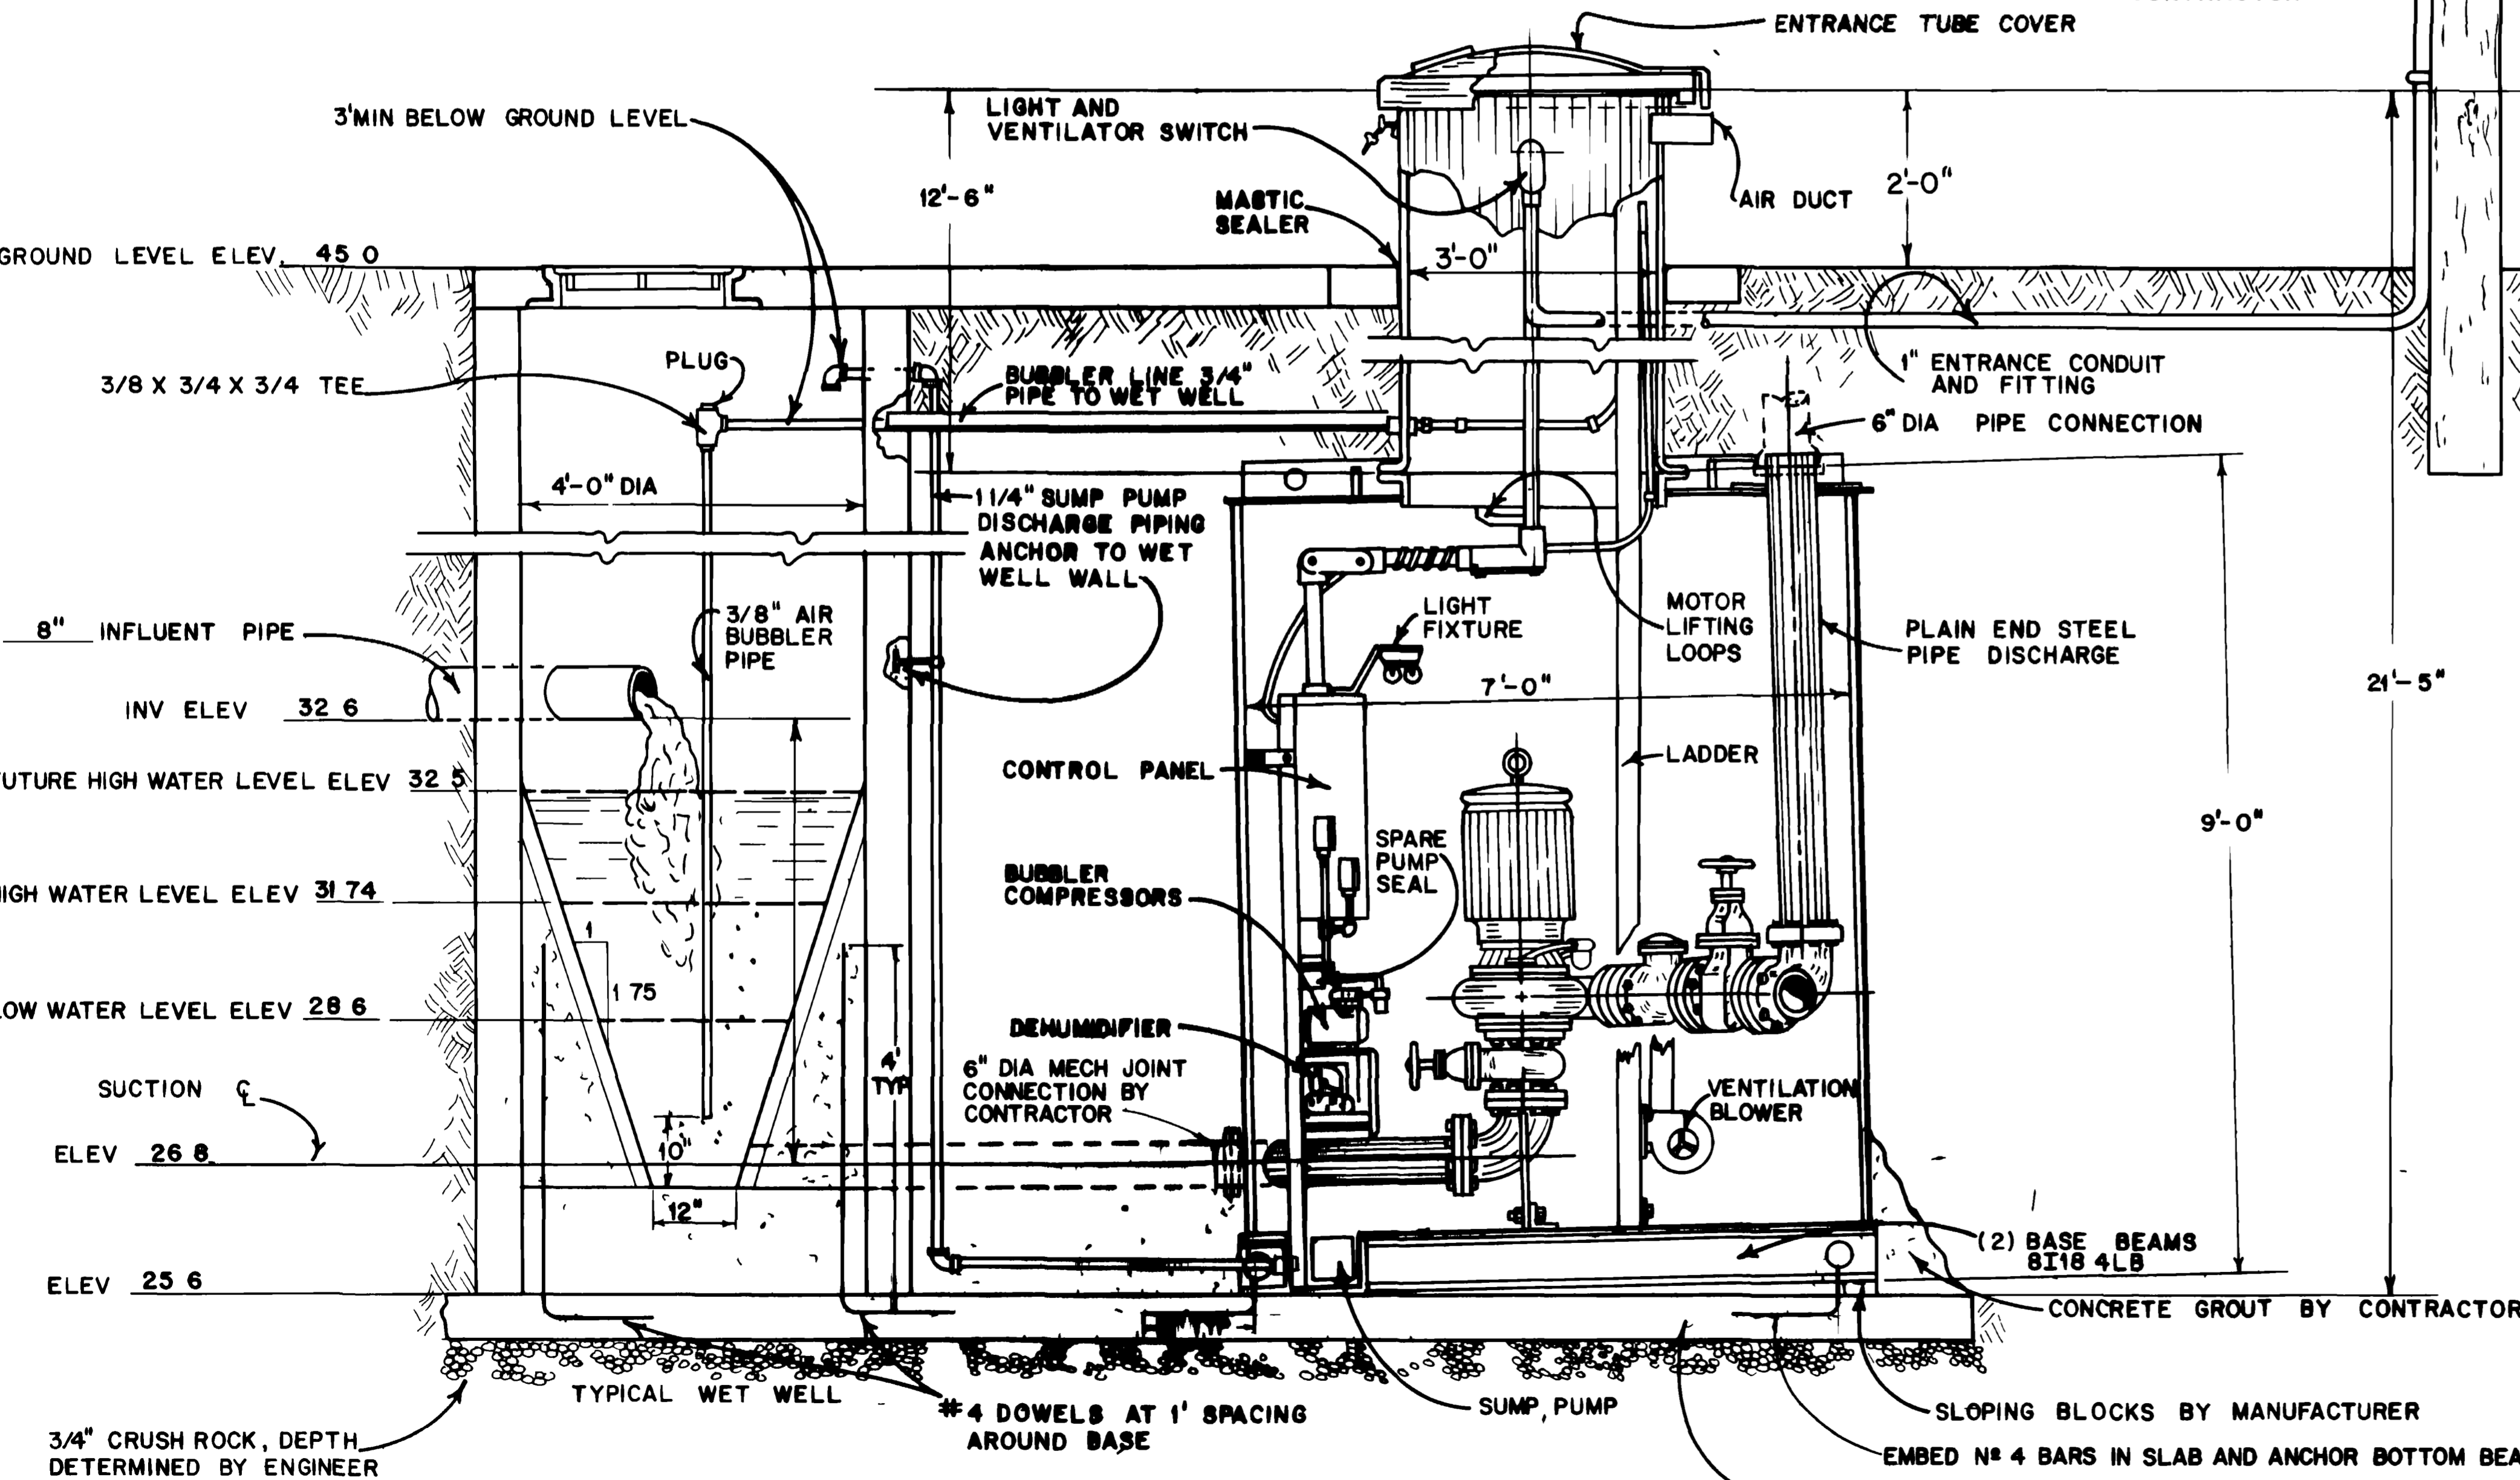 ENTRANCE TUBE COVER
3' MIN BELOW GROUND LEVEL
LIGHT AND
VENTILATOR SWITCH
12'-6"
MASTIC
SEALER
AIR DUCT
2'-0"
GROUND LEVEL ELEV. 45 0
3'-0"
PLUG
3/8 X 3/4 X 3/4 TEE
BUBBLER LINE 3/4"
PIPE TO WET WELL
1" ENTRANCE CONDUIT
AND FITTING
6" DIA PIPE CONNECTION
4'-0" DIA
1 1/4" SUMP PUMP
DISCHARGE PIPING
ANCHOR TO WET
WELL WALL
8" INFLUENT PIPE
3/8" AIR
BUBBLER
PIPE
LIGHT
FIXTURE
MOTOR
LIFTING
LOOPS
PLAIN END STEEL
PIPE DISCHARGE
7'-0"
21'-5"
INV ELEV 32 6
CONTROL PANEL
LADDER
UTURE HIGH WATER LEVEL ELEV 32 5
9'-0"
SPARE
PUMP
SEAL
BUBBLER
COMPRESSORS
HIGH WATER LEVEL ELEV 31 74
1
1 75
LOW WATER LEVEL ELEV 28 6
DEHUMIDIFIER
4'
TYP
6" DIA MECH JOINT
CONNECTION BY
CONTRACTOR
SUCTION ℄
VENTILATION
BLOWER
ELEV 26 8
10"
12"
(2) BASE BEAMS
8I18 4LB
ELEV 25 6
CONCRETE GROUT BY CONTRACTOR
TYPICAL WET WELL
#4 DOWELS AT 1' SPACING
AROUND BASE
SUMP, PUMP
SLOPING BLOCKS BY MANUFACTURER
3/4" CRUSH ROCK, DEPTH
DETERMINED BY ENGINEER
EMBED Nº 4 BARS IN SLAB AND ANCHOR BOTTOM BEA